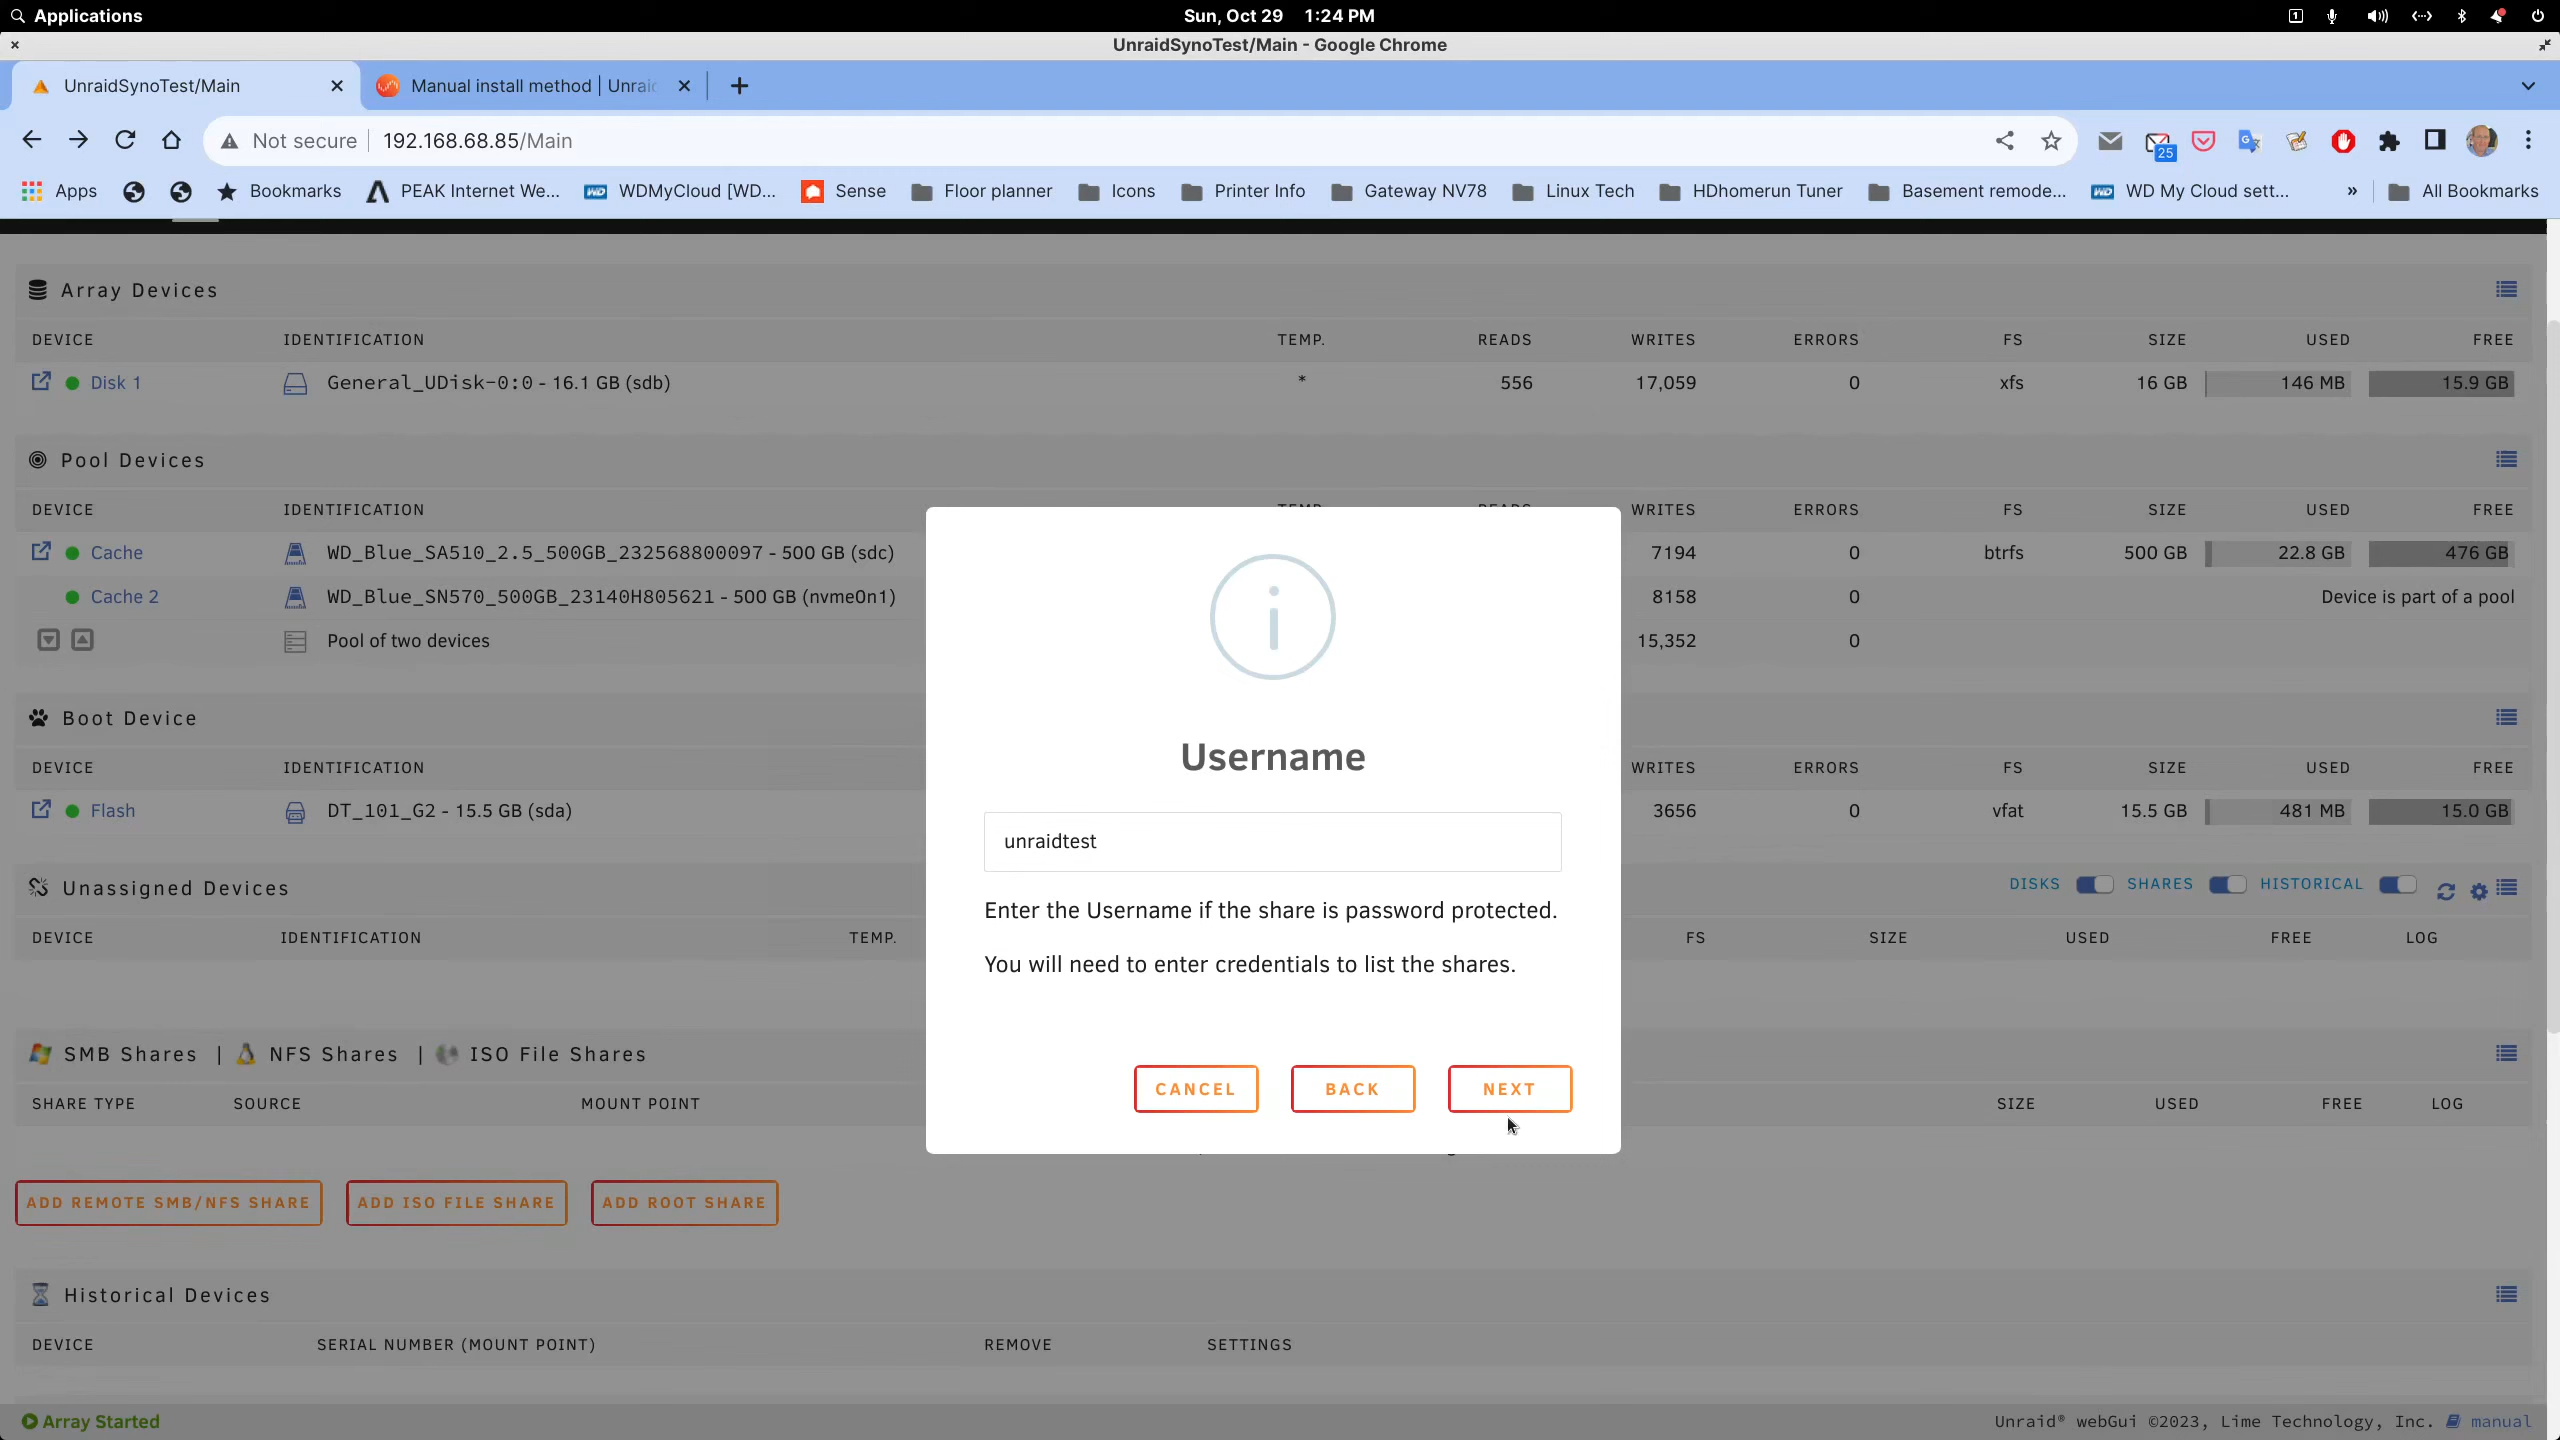 Applications
Sun, Oct 29 1:24 PM
1
UnraidSynoTest/Main - Google Chrome
UnraidSynoTest/Main
Manual install method | Unraid
Not secure
192.168.68.85/Main
25
Apps
Bookmarks
PEAK Internet We...
WDMyCloud [WD...
Sense
Floor planner
Icons
Printer Info
Gateway NV78
Linux Tech
HDhomerun Tuner
Basement remode...
WD My Cloud sett...
»
All Bookmarks
Array Devices
DEVICE IDENTIFICATION TEMP. READS WRITES ERRORS FS SIZE USED FREE
Disk 1 General_UDisk-0:0 - 16.1 GB (sdb) * 556 17,059 0 xfs 16 GB 146 MB 15.9 GB
Pool Devices
DEVICE IDENTIFICATION WRITES ERRORS FS SIZE USED FREE
Cache WD_Blue_SA510_2.5_500GB_232568800097 - 500 GB (sdc) 7194 0 btrfs 500 GB 22.8 GB 476 GB
Cache 2 WD_Blue_SN570_500GB_23140H805621 - 500 GB (nvme0n1) 8158 0 Device is part of a pool
Pool of two devices 15,352 0
Boot Device
DEVICE IDENTIFICATION WRITES ERRORS FS SIZE USED FREE
Flash DT_101_G2 - 15.5 GB (sda) 3656 0 vfat 15.5 GB 481 MB 15.0 GB
Unassigned Devices
DISKS SHARES HISTORICAL
DEVICE IDENTIFICATION TEMP. FS SIZE USED FREE LOG
SMB Shares | NFS Shares | ISO File Shares
SHARE TYPE SOURCE MOUNT POINT SIZE USED FREE LOG
ADD REMOTE SMB/NFS SHARE
ADD ISO FILE SHARE
ADD ROOT SHARE
Historical Devices
DEVICE SERIAL NUMBER (MOUNT POINT) REMOVE SETTINGS
Array Started
Unraid® webGui ©2023, Lime Technology, Inc. manual
Username
unraidtest
Enter the Username if the share is password protected.
You will need to enter credentials to list the shares.
CANCEL
BACK
NEXT